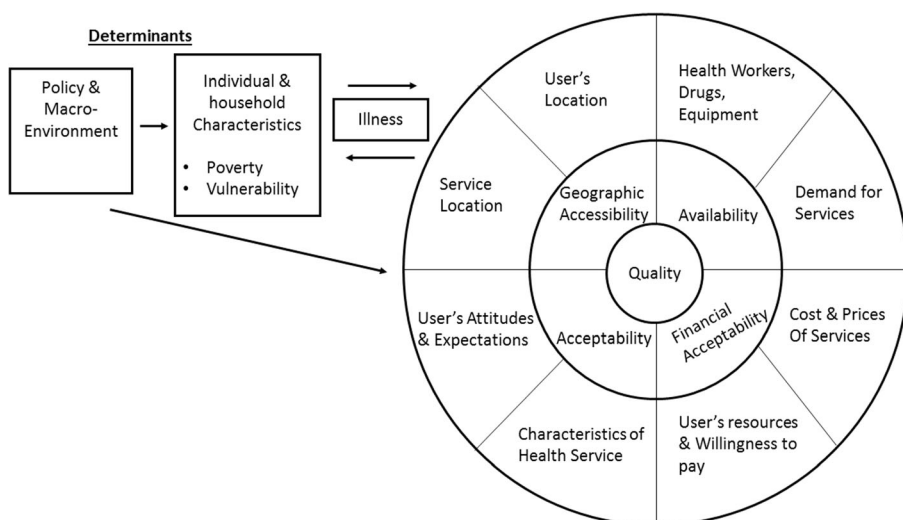 Determinants
Policy &
Macro-
Environment
Individual &
household
Characteristics
• Poverty
• Vulnerability
Illness
User's
Location
Health Workers,
Drugs,
Equipment
Service
Location
Geographic
Accessibility
Availability
Demand for
Services
Quality
User's Attitudes
& Expectations
Acceptability
Financial
Acceptability
Cost & Prices
Of Services
Characteristics of
Health Service
User's resources
& Willingness to
pay